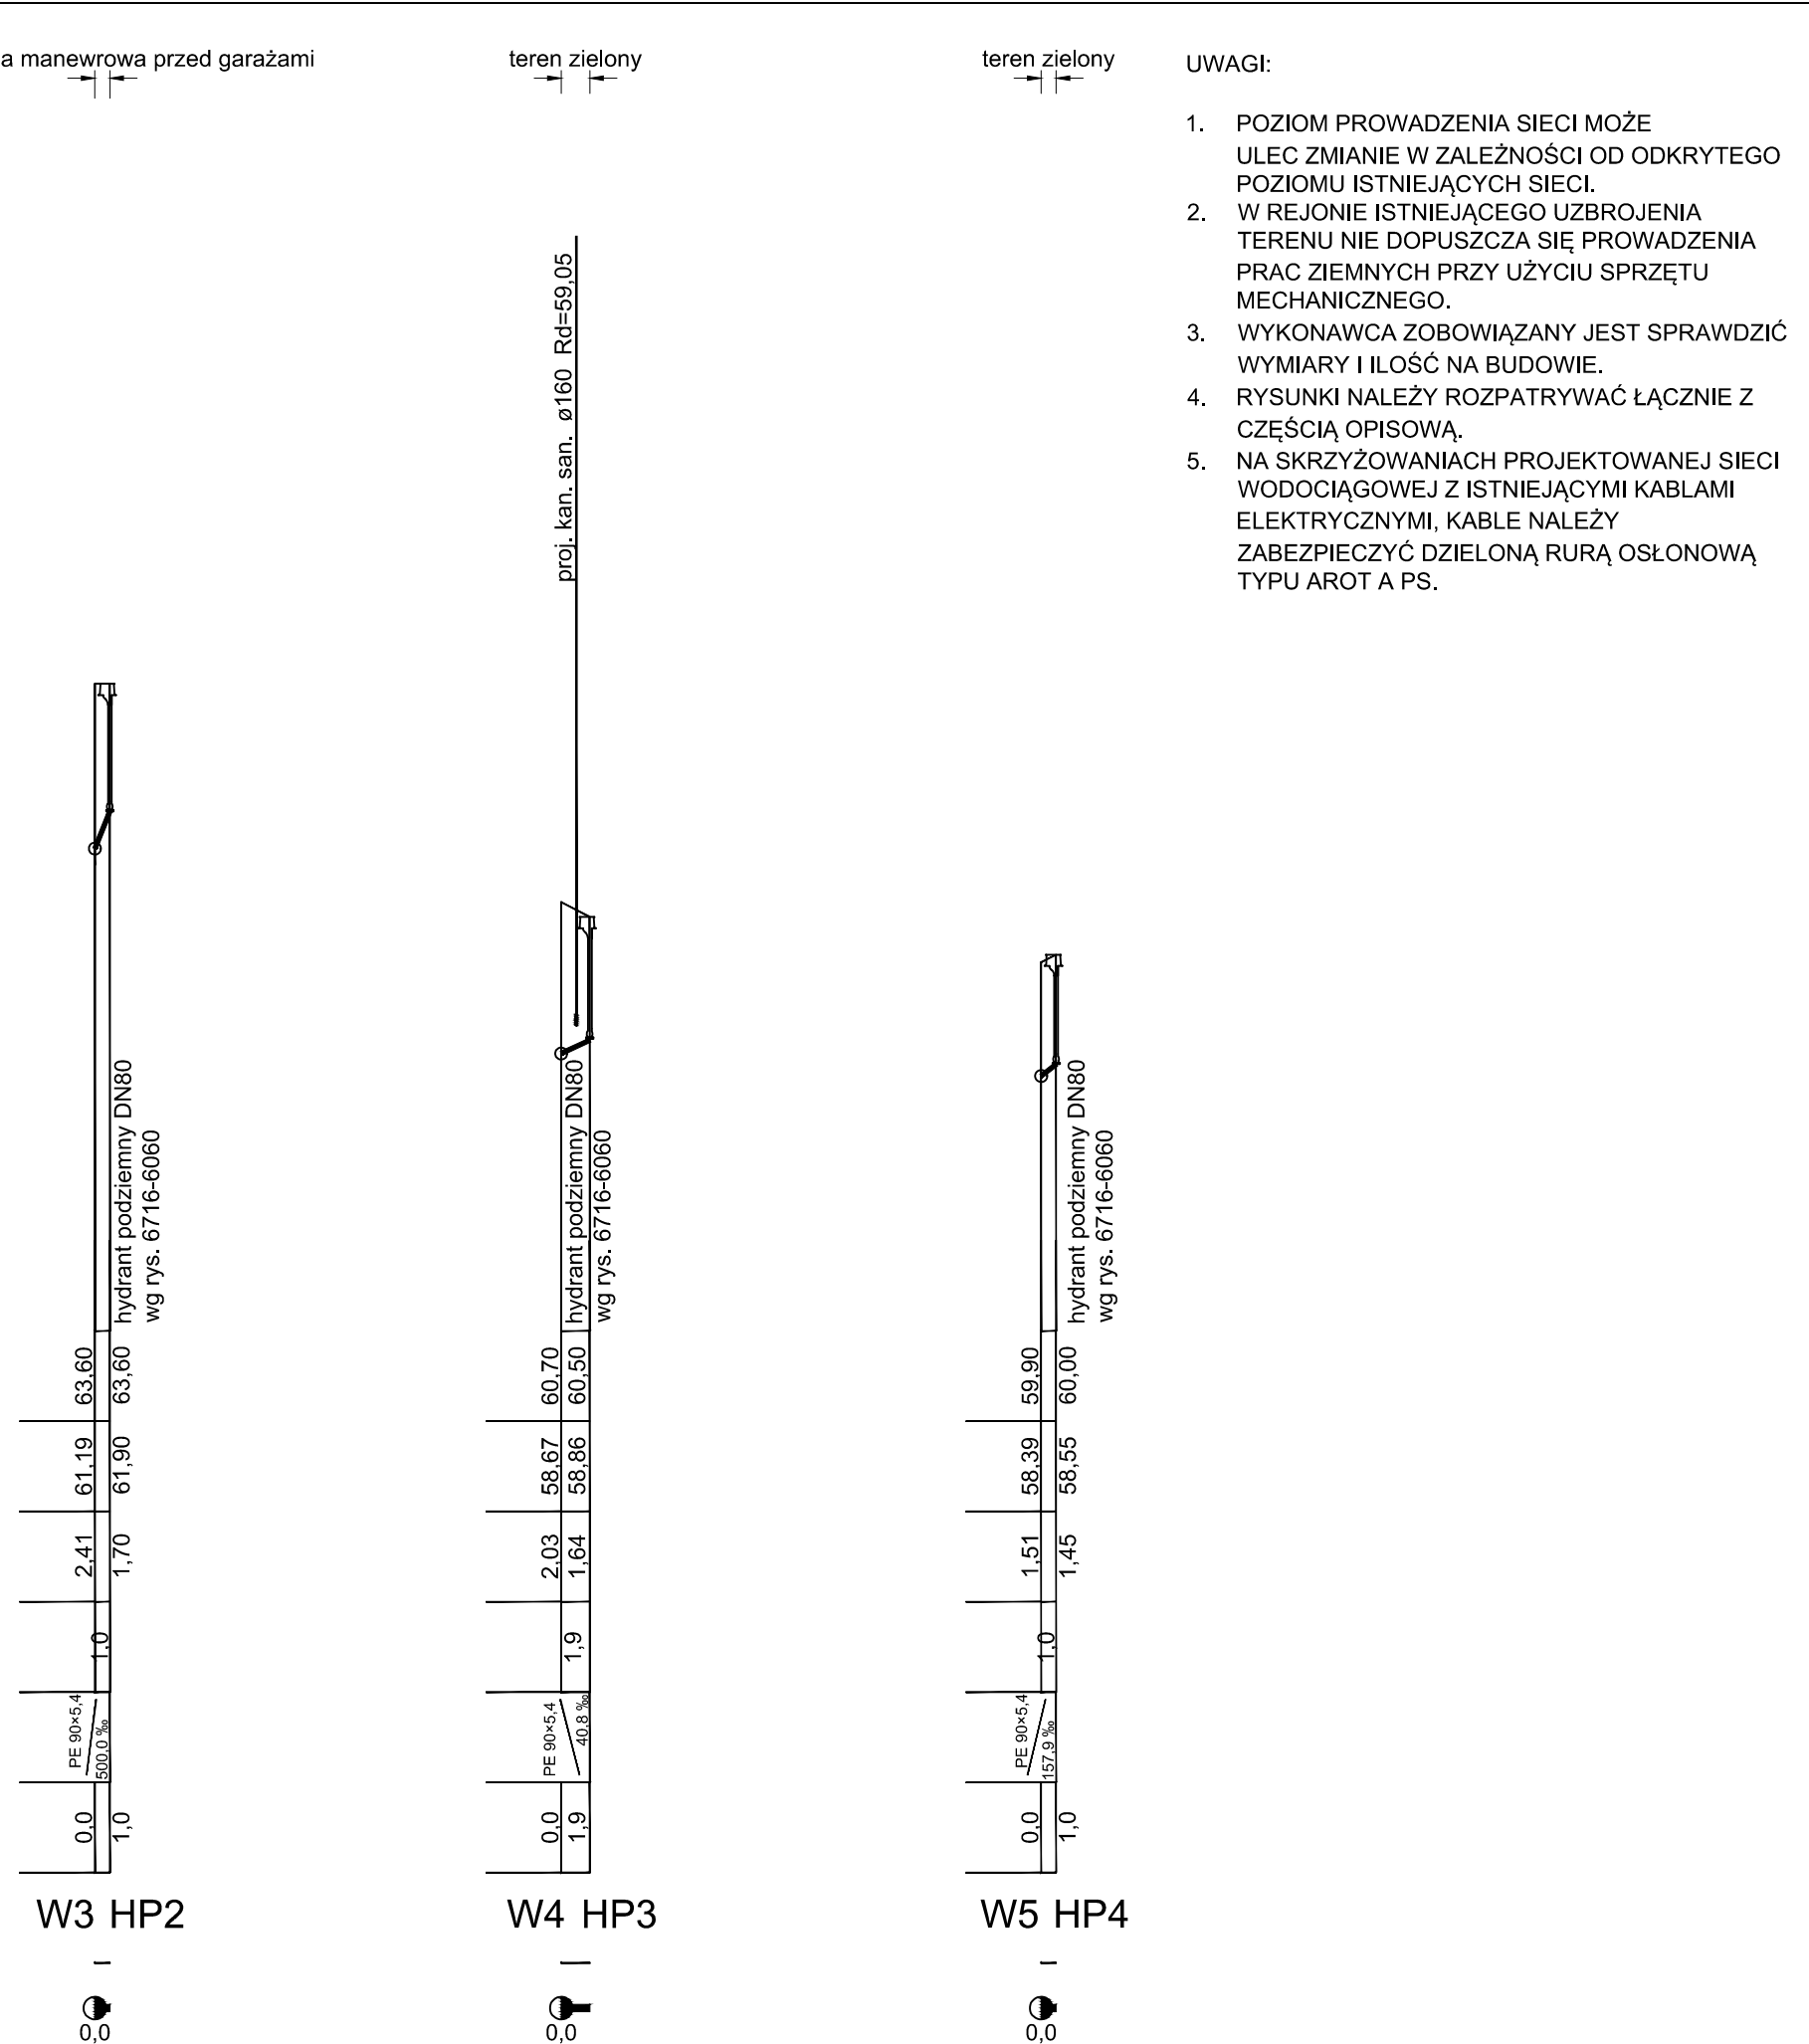 a manewrowa przed garażami
teren zielony
teren zielony
UWAGI:
1. POZIOM PROWADZENIA SIECI MOŻE
ULEC ZMIANIE W ZALEŻNOŚCI OD ODKRYTEGO
POZIOMU ISTNIEJĄCYCH SIECI.
2. W REJONIE ISTNIEJĄCEGO UZBROJENIA
TERENU NIE DOPUSZCZA SIĘ PROWADZENIA
PRAC ZIEMNYCH PRZY UŻYCIU SPRZĘTU
MECHANICZNEGO.
3. WYKONAWCA ZOBOWIĄZANY JEST SPRAWDZIĆ
WYMIARY I ILOŚĆ NA BUDOWIE.
4. RYSUNKI NALEŻY ROZPATRYWAĆ ŁĄCZNIE Z
CZĘŚCIĄ OPISOWĄ.
5. NA SKRZYŻOWANIACH PROJEKTOWANEJ SIECI
WODOCIĄGOWEJ Z ISTNIEJĄCYMI KABLAMI
ELEKTRYCZNYMI, KABLE NALEŻY
ZABEZPIECZYĆ DZIELONĄ RURĄ OSŁONOWĄ
TYPU AROT A PS.
hydrant podziemny DN80
wg rys. 6716-6060
63,60
63,60
61,19
61,90
2,41
1,70
1,0
PE 90×5,4
500,0 ‰
0,0
1,0
W3 HP2
0,0
proj. kan. san. ø160 Rd=59,05
hydrant podziemny DN80
wg rys. 6716-6060
60,70
60,50
58,67
58,86
2,03
1,64
1,9
PE 90×5,4
40,8 ‰
0,0
1,9
W4 HP3
0,0
hydrant podziemny DN80
wg rys. 6716-6060
59,90
60,00
58,39
58,55
1,51
1,45
1,0
PE 90×5,4
157,9 ‰
0,0
1,0
W5 HP4
0,0